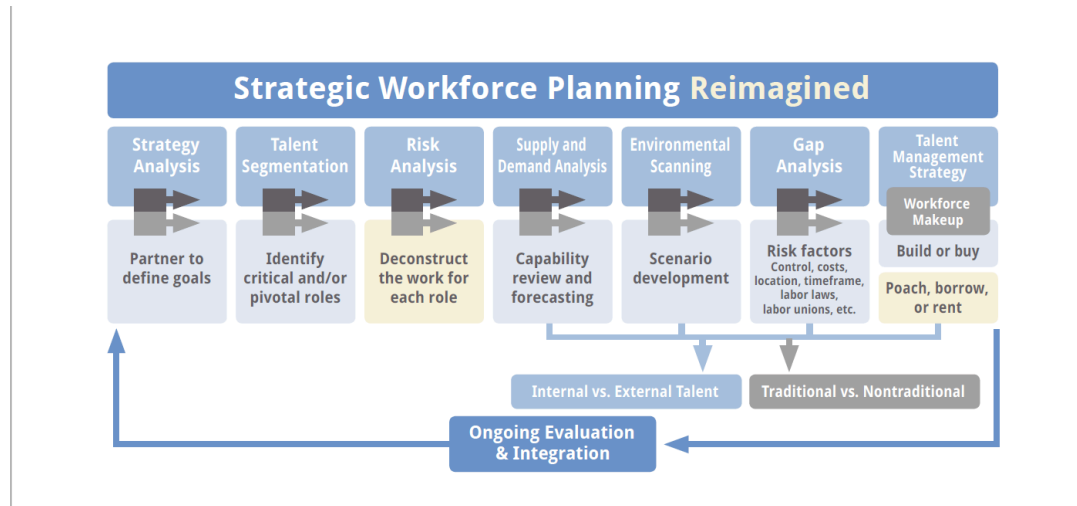 Strategic Workforce Planning Reimagined
Strategy
Analysis
Talent
Segmentation
Risk
Analysis
Supply and
Demand Analysis
Environmental
Scanning
Gap
Analysis
Talent
Management
Strategy
Workforce
Makeup
Partner to
define goals
Identify
critical and/or
pivotal roles
Deconstruct
the work for
each role
Capability
review and
forecasting
Scenario
development
Risk factors
Control, costs,
location, timeframe,
labor laws,
labor unions, etc.
Build or buy
Poach, borrow,
or rent
Internal vs. External Talent
Traditional vs. Nontraditional
Ongoing Evaluation
& Integration